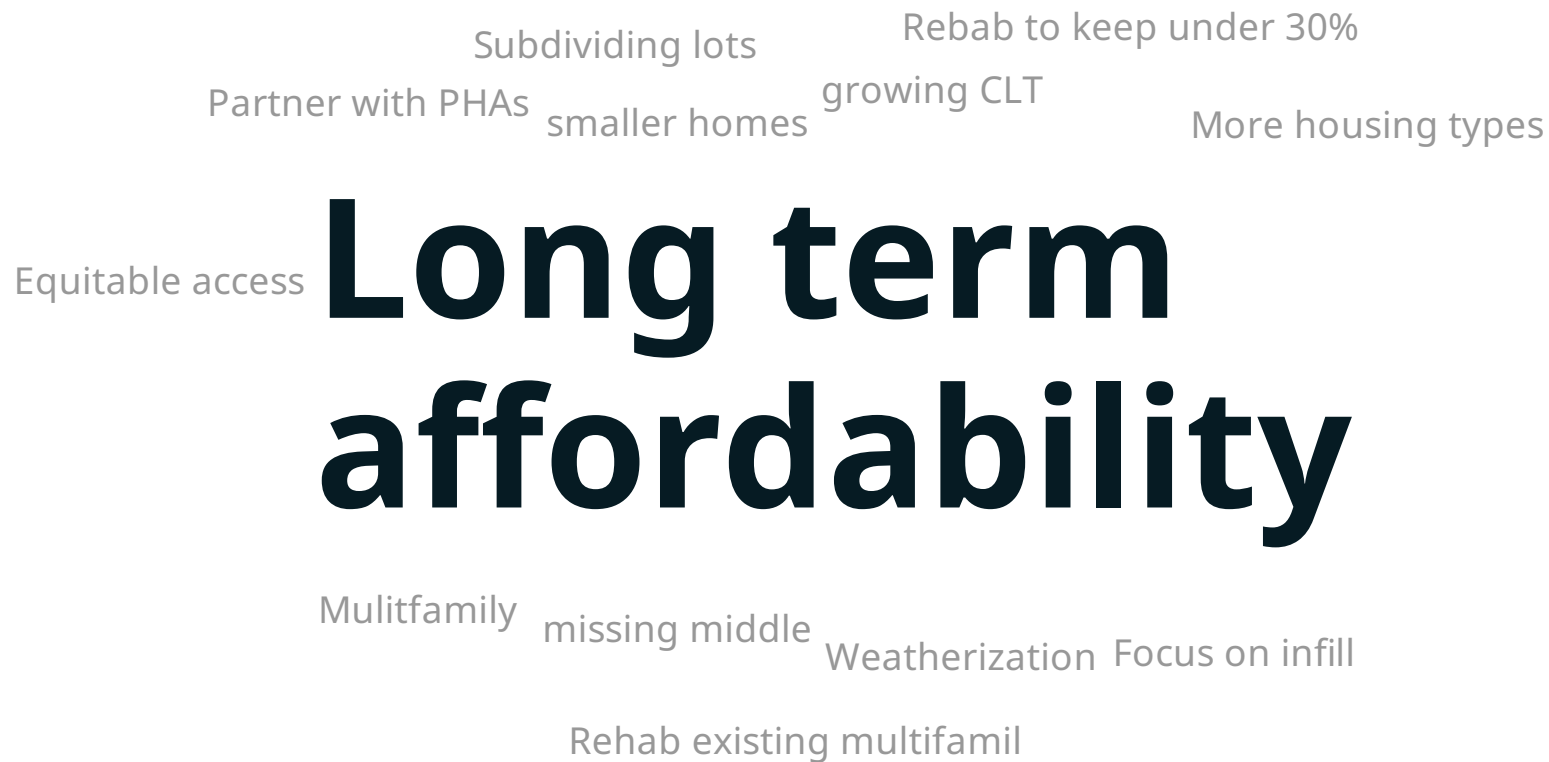 Rebab to keep under 30%
Subdividing lots
growing CLT
Partner with PHAs
smaller homes
More housing types
Equitable access
Long term
affordability
Mulitfamily
missing middle
Weatherization
Focus on infill
Rehab existing multifamil